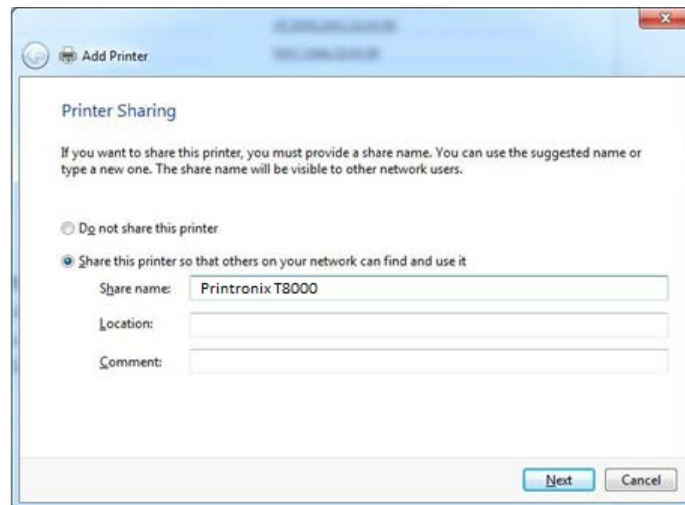 Add Printer
Printer Sharing
If you want to share this printer, you must provide a share name. You can use the suggested name or
type a new one. The share name will be visible to other network users.
Do not share this printer
Share this printer so that others on your network can find and use it
Share name: Printronix T8000
Location:
Comment:
Next Cancel